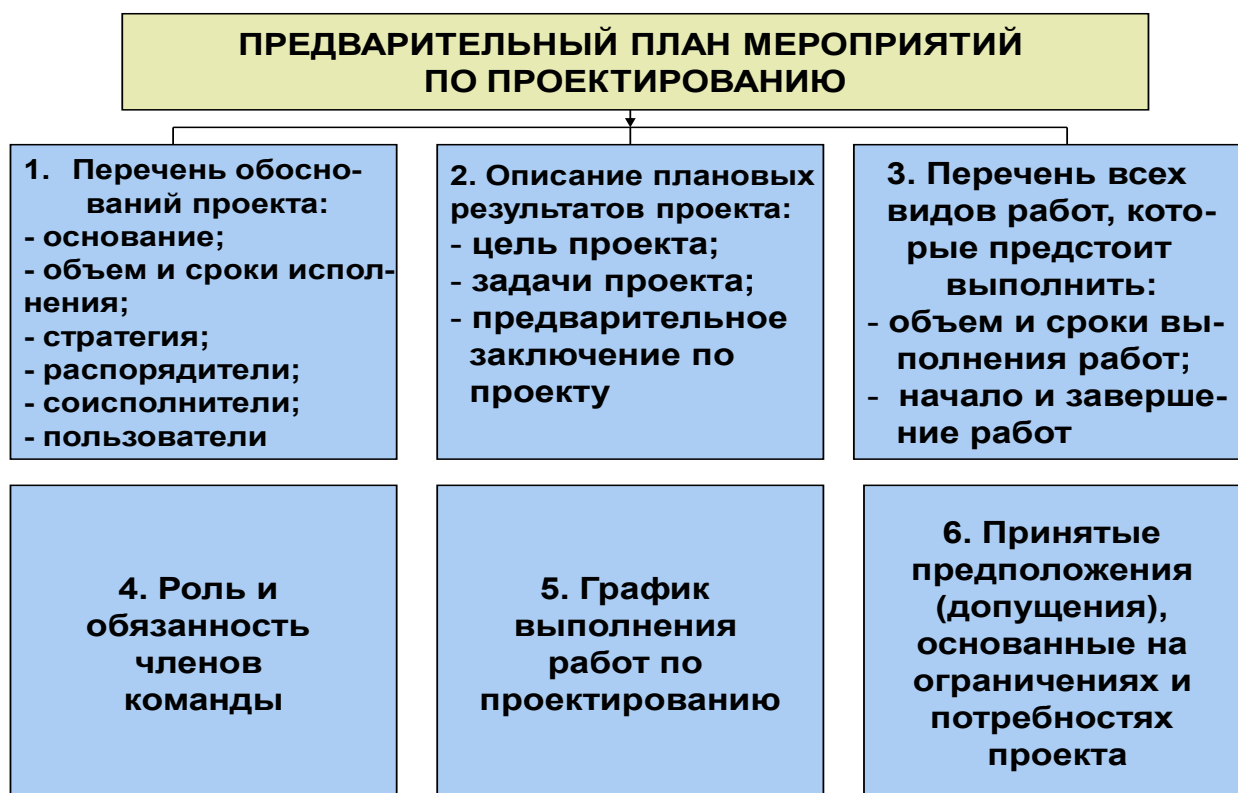 ПРЕДВАРИТЕЛЬНЫЙ ПЛАН МЕРОПРИЯТИЙ
ПО ПРОЕКТИРОВАНИЮ
1. Перечень обосно-
ваний проекта:
- основание;
- объем и сроки испол-
нения;
- стратегия;
- распорядители;
- соисполнители;
- пользователи
2. Описание плановых
результатов проекта:
- цель проекта;
- задачи проекта;
- предварительное
заключение по
проекту
3. Перечень всех
видов работ, кото-
рые предстоит
выполнить:
- объем и сроки вы-
полнения работ;
- начало и заверше-
ние работ
4. Роль и
обязанность
членов
команды
5. График
выполнения
работ по
проектированию
6. Принятые
предположения
(допущения),
основанные на
ограничениях и
потребностях
проекта